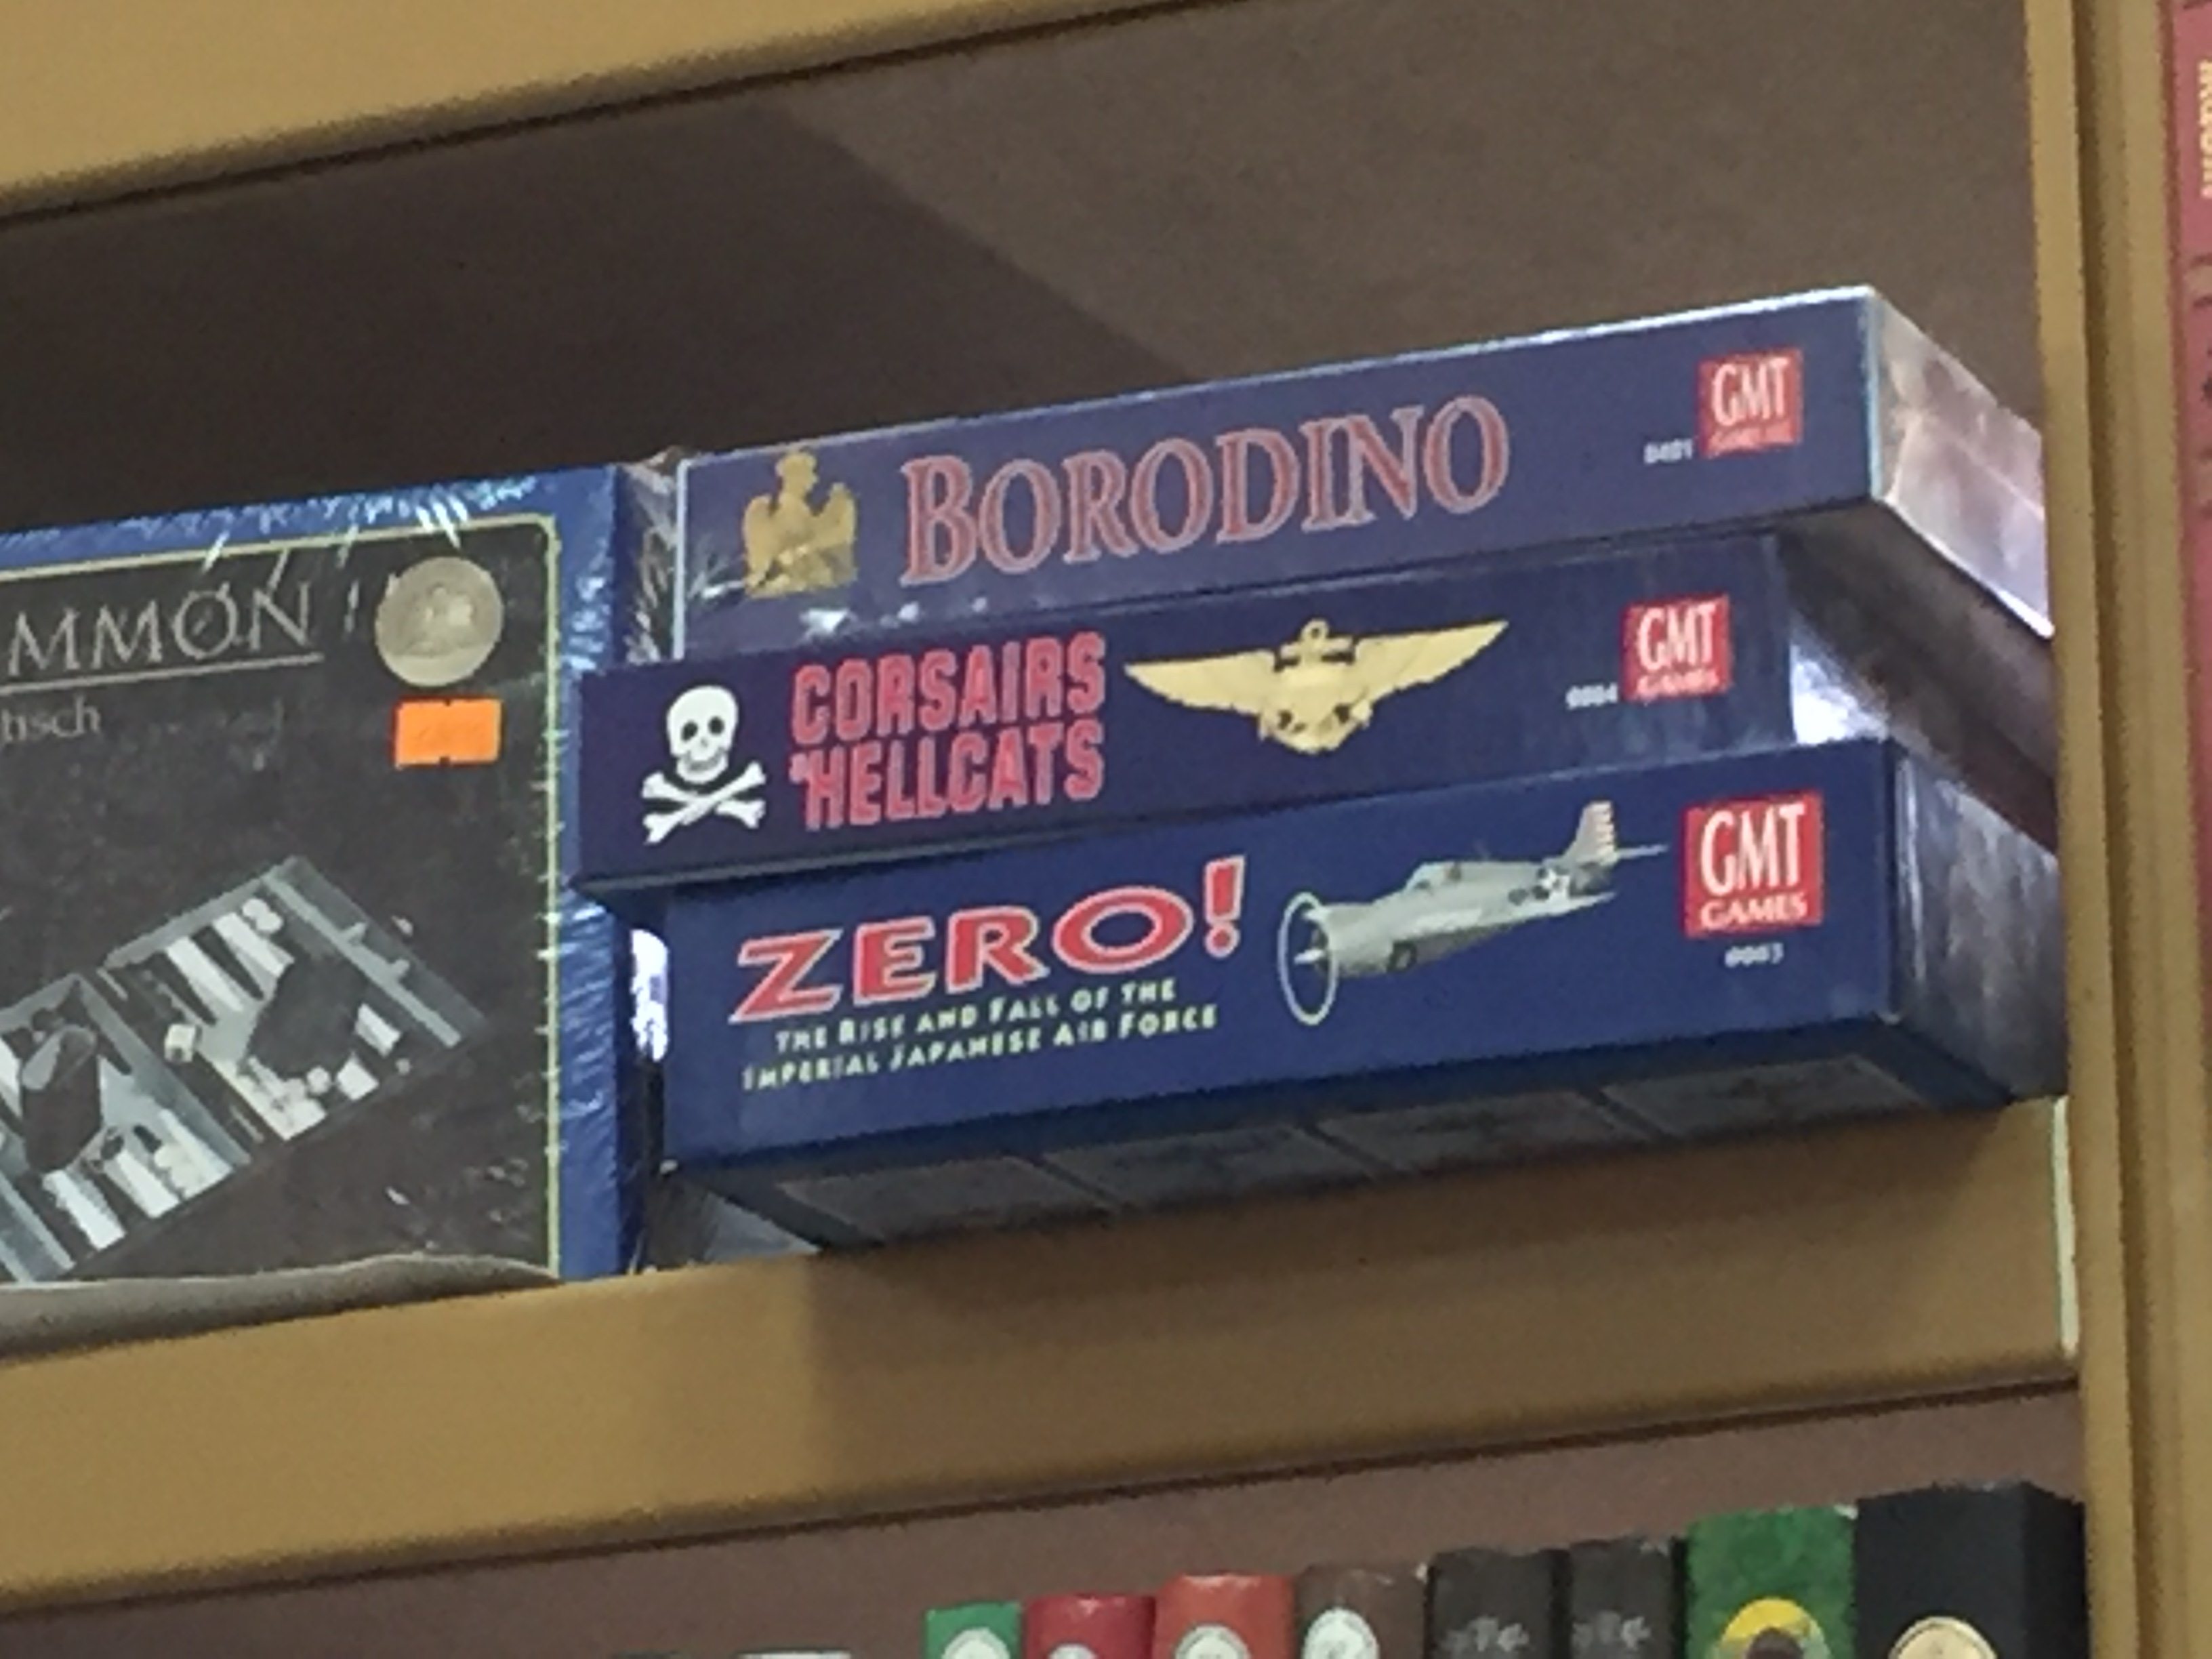 MMON
tisch
BORODINO
GMT
CORSAIRS
'HELLCATS
GMT
GAMES
ZERO!
THE RISE AND FALL OF THE
IMPERIAL JAPANESE AIR FORCE
GMT
GAMES